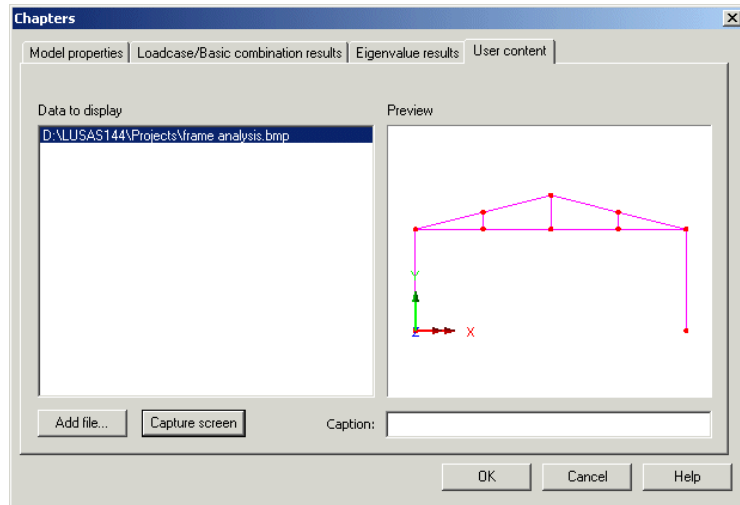 Chapters
Model properties
Loadcase/Basic combination results
Eigenvalue results
User content
Data to display
Preview
D:\LUSAS144\Projects\frame analysis.bmp
Y
Z
X
Add file...
Capture screen
Caption:
OK
Cancel
Help